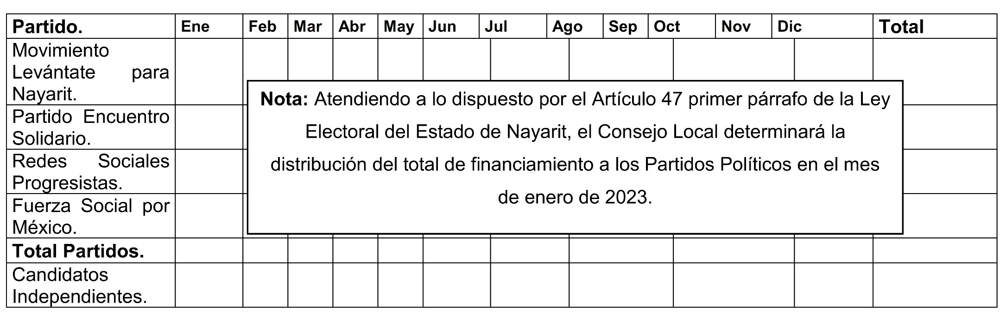 Partido. Ene Feb Mar Abr May Jun Jul Ago Sep Oct Nov Dic Total
Movimiento
Levántate para
Nayarit.
Partido Encuentro
Solidario.
Redes Sociales
Progresistas.
Fuerza Social por
México.
Total Partidos.
Candidatos
Independientes.
Nota: Atendiendo a lo dispuesto por el Artículo 47 primer párrafo de la Ley
Electoral del Estado de Nayarit, el Consejo Local determinará la
distribución del total de financiamiento a los Partidos Políticos en el mes
de enero de 2023.